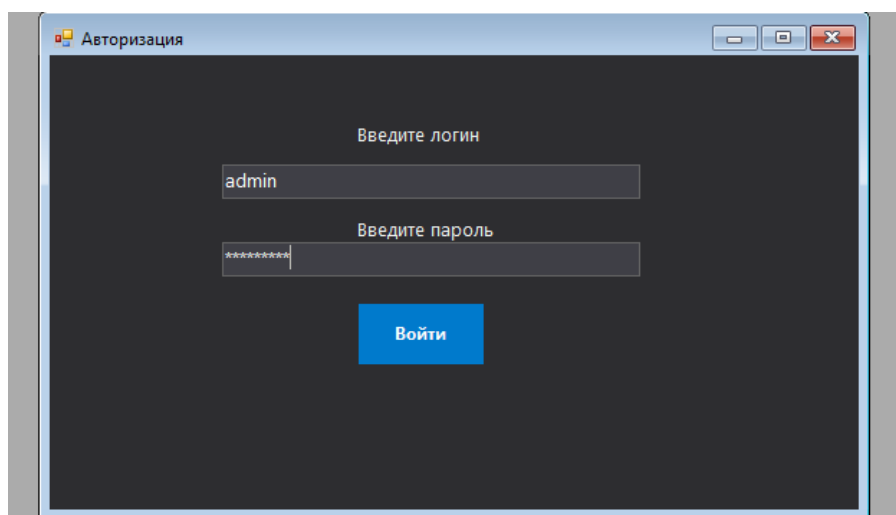 Авторизация
Введите логин
admin
Введите пароль
*********
Войти